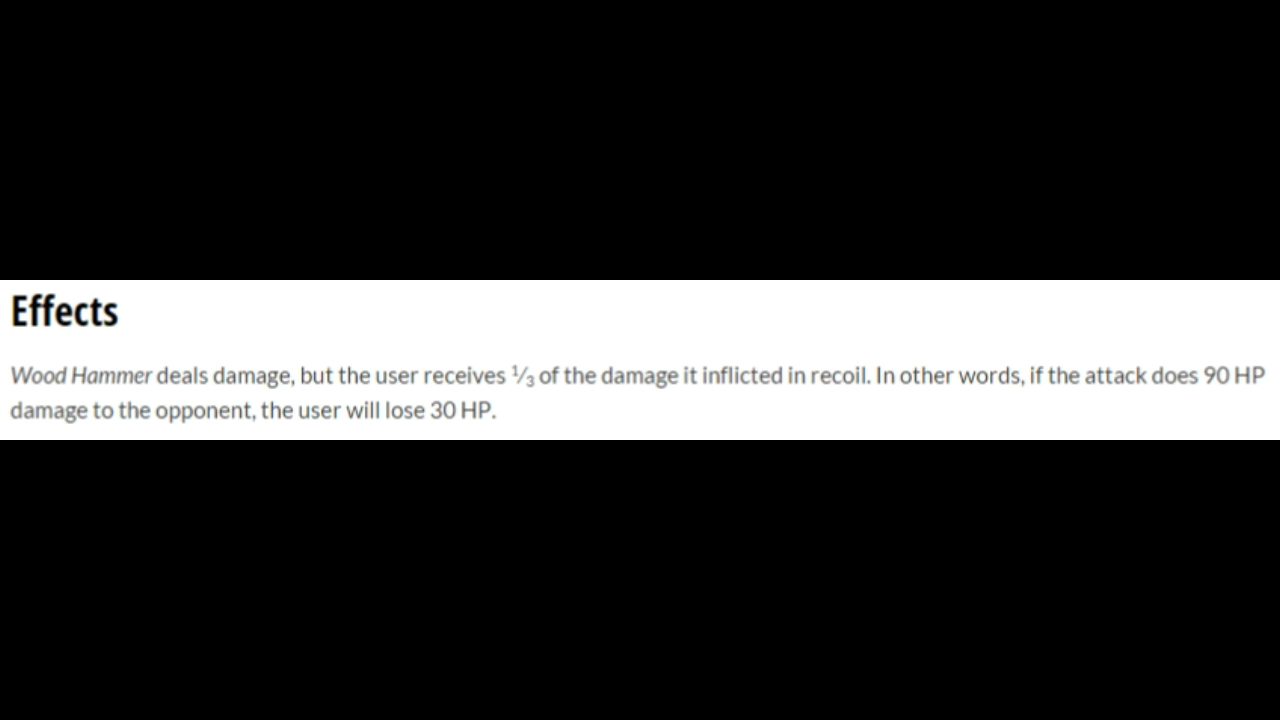 Effects
Wood Hammer deals damage, but the user receives ⅓ of the damage it inflicted in recoil. In other words, if the attack does 90 HP
damage to the opponent, the user will lose 30 HP.